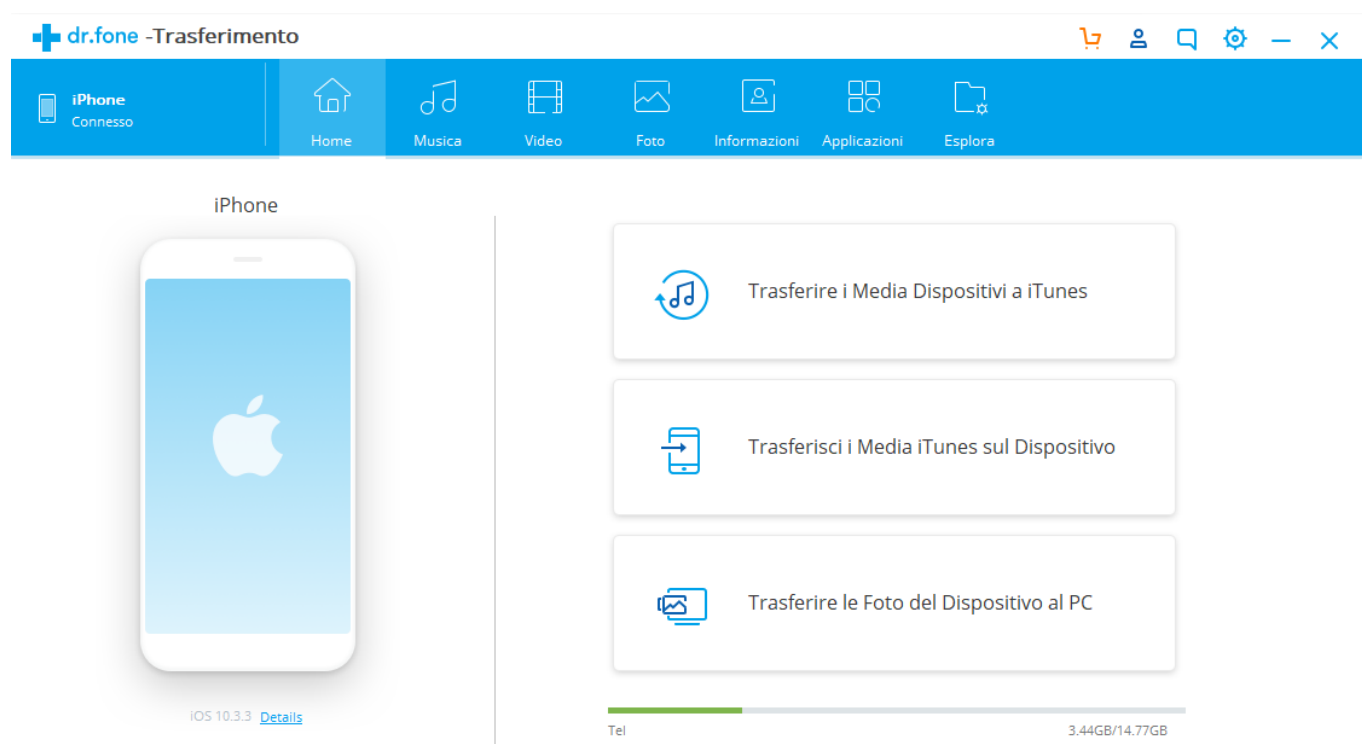 dr.fone -Trasferimento
iPhone
Connesso
Home
Musica
Video
Foto
Informazioni
Applicazioni
Esplora
iPhone
Trasferire i Media Dispositivi a iTunes
Trasferisci i Media iTunes sul Dispositivo
Trasferire le Foto del Dispositivo al PC
iOS 10.3.3 Details
Tel
3.44GB/14.77GB